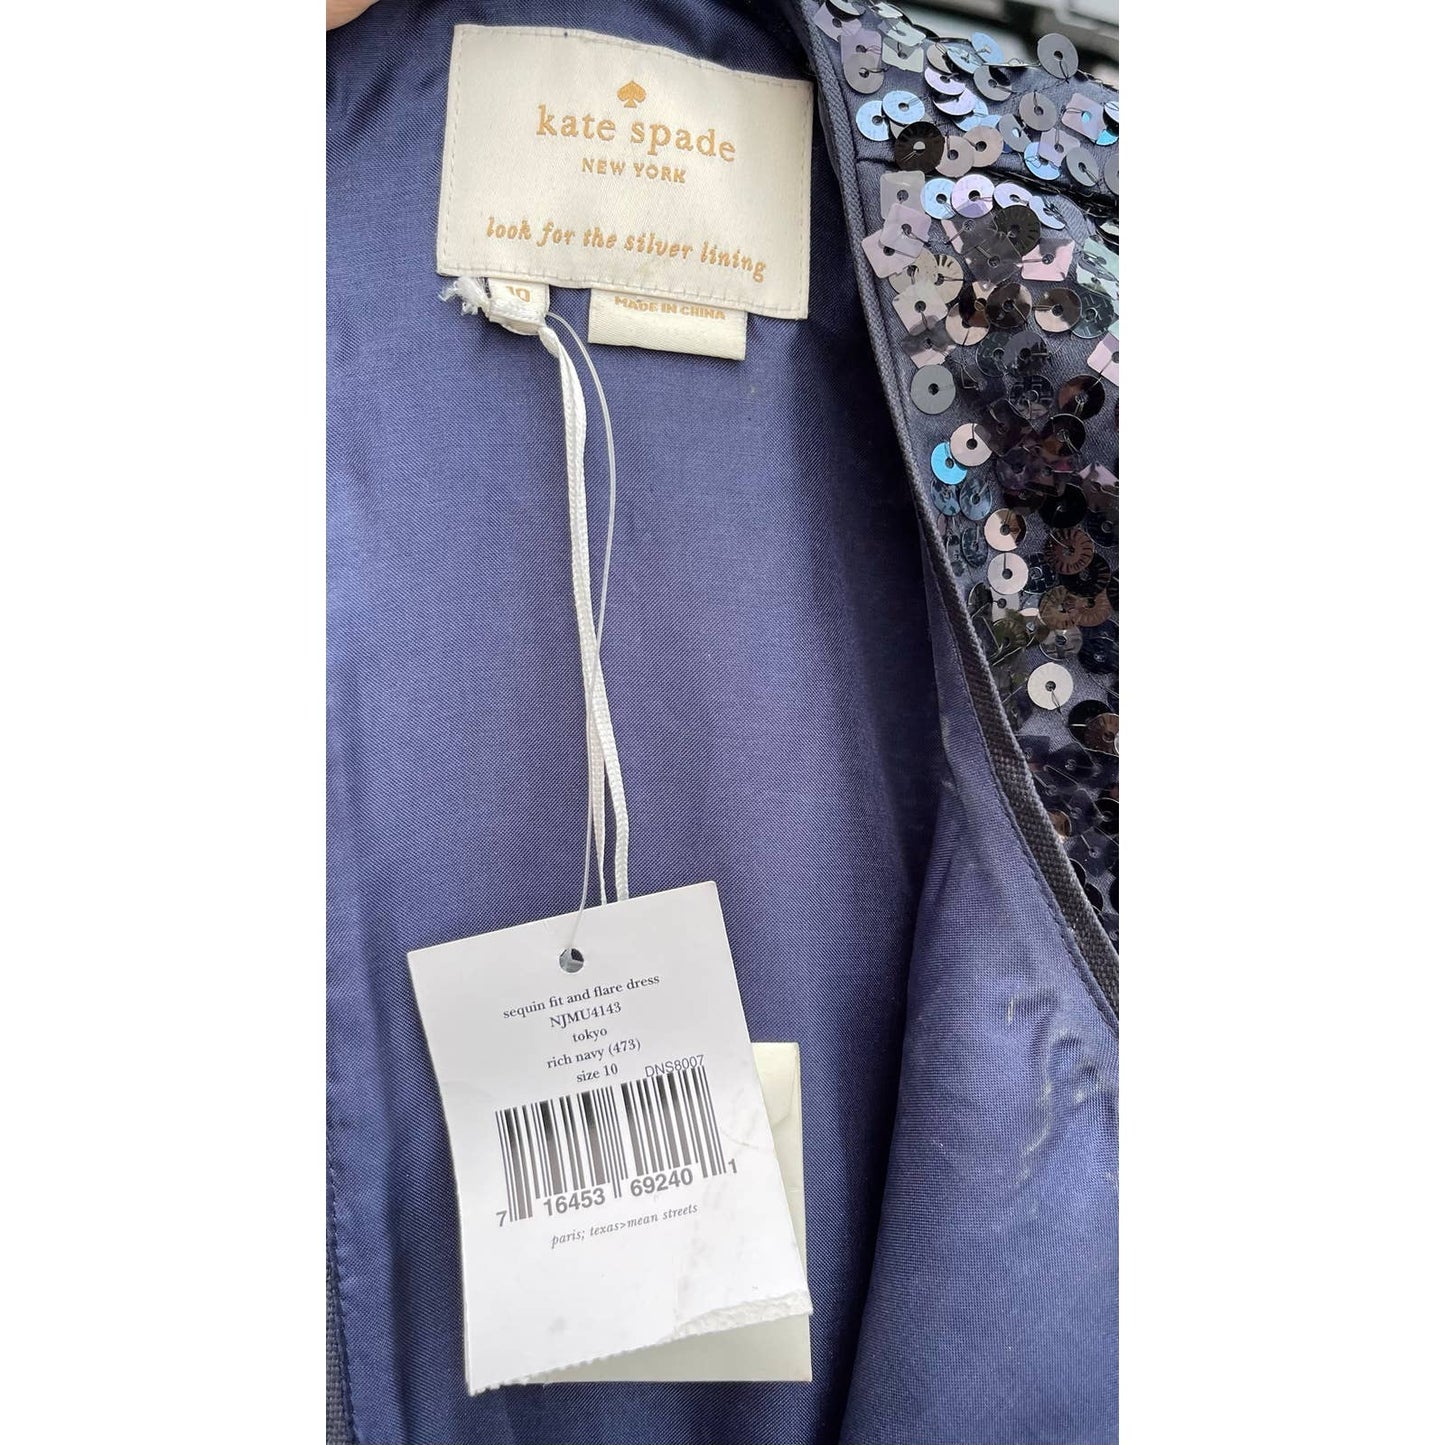 kate spade
NEW YORK
look for the silver lining
10
MADE IN CHINA
sequin fit and flare dress
NJMU4143
tokyo
rich navy (473)
size 10 DNS8007
7 16453 69240 1
paris; texas>mean streets